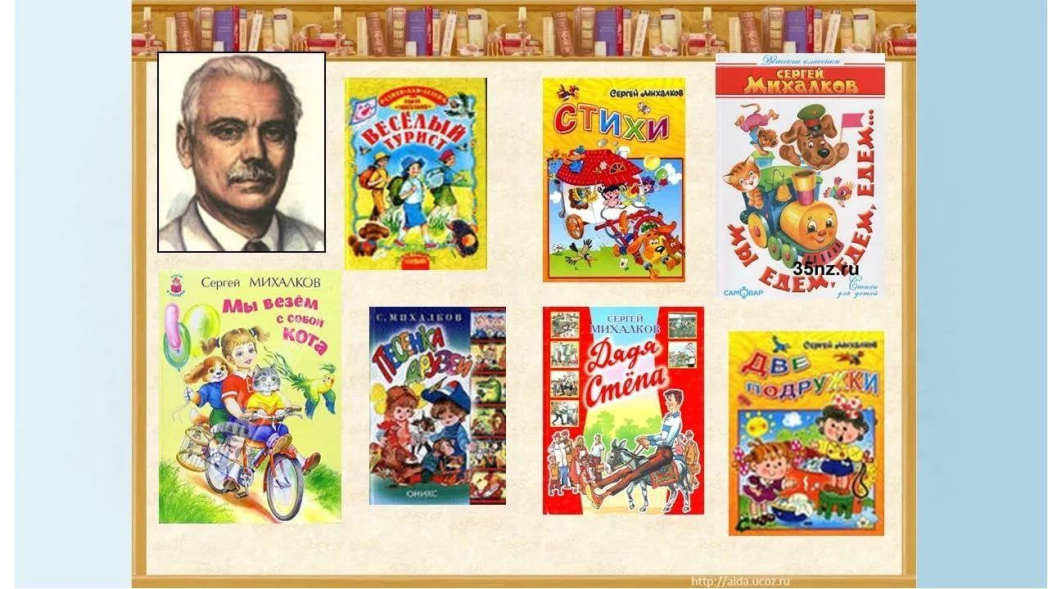 ВЕСЁЛЫЙ
ТУРИСТ
СЕРГЕЙ МИХАЛКОВ
СТИХИ
Детские классики
СЕРГЕЙ
МИХАЛКОВ
МЫ ЕДЕМ, ЕДЕМ, ЕДЕМ...
35nz.ru
САМОВАР
Стихи
для детей
Сергей МИХАЛКОВ
Мы везём
с собой
кота
С. МИХАЛКОВ
ПЕСЕНКА
ДРУЗЕЙ
ОНИКС
СЕРГЕЙ
МИХАЛКОВ
Дядя
Стёпа
СЕРГЕЙ МИХАЛКОВ
ДВЕ
ПОДРУЖКИ
http://aida.ucoz.ru